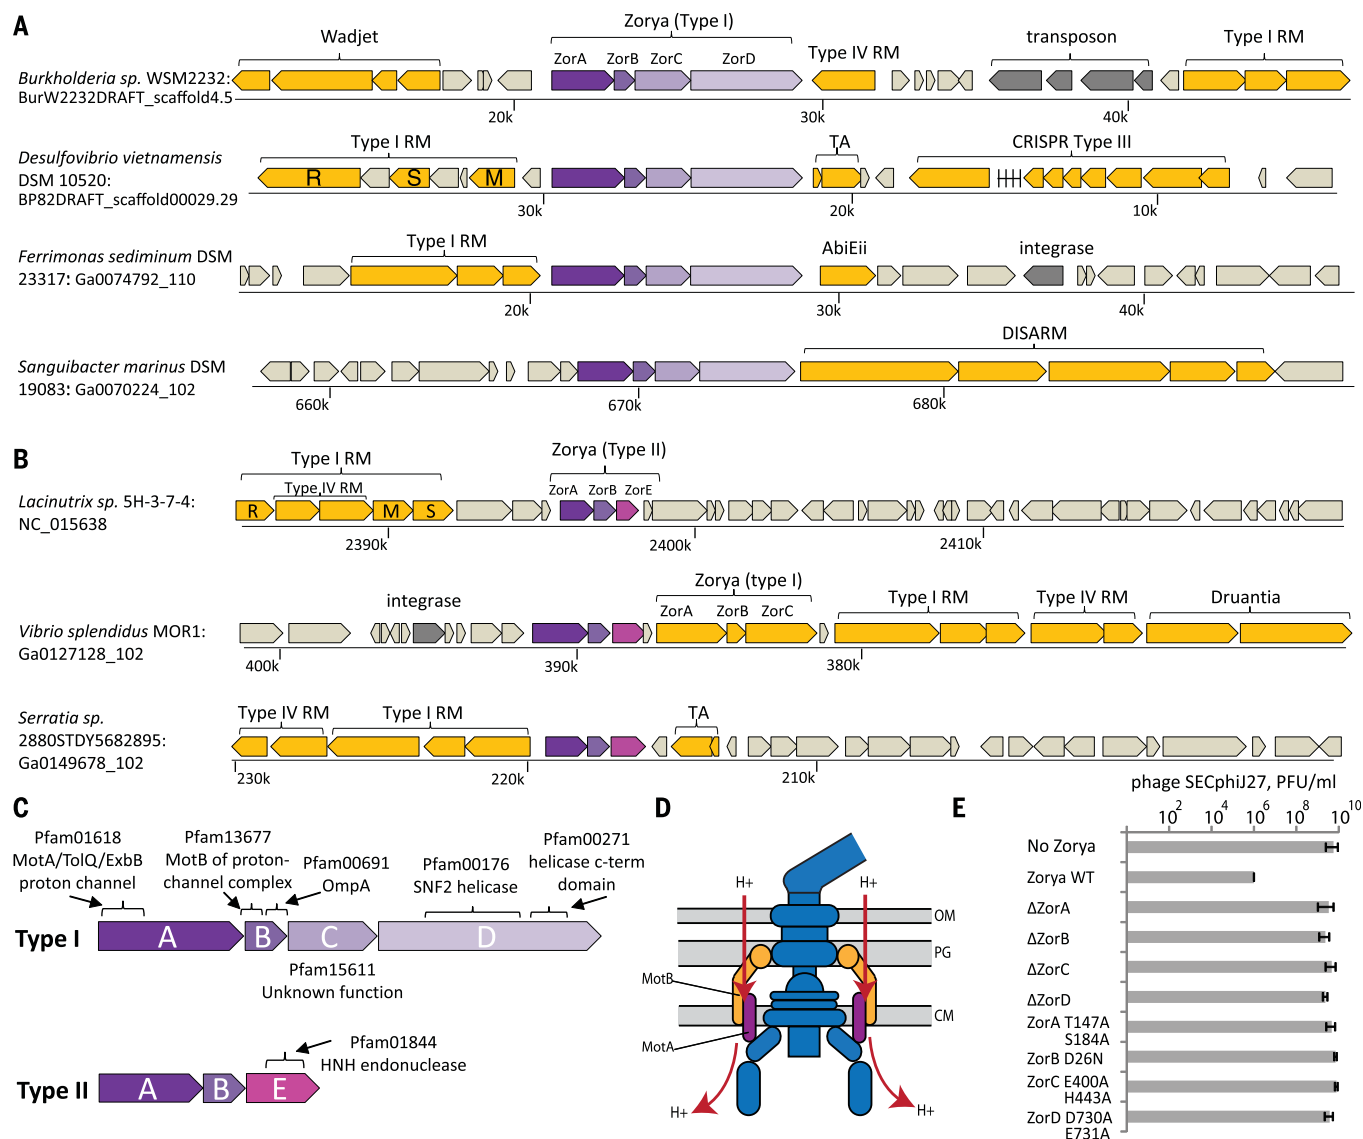 A
Zorya (Type I)
Wadjet
ZorA ZorB ZorC ZorD
Type IV RM
transposon
Type I RM
Burkholderia sp. WSM2232:
BurW2232DRAFT_scaffold4.5
20k 30k 40k
Desulfovibrio vietnamensis
DSM 10520:
BP82DRAFT_scaffold00029.29
Type I RM
TA
CRISPR Type III
R S M
30k 20k 10k
Ferrimonas sediminum DSM
23317: Ga0074792_110
Type I RM
AbiEii
integrase
20k 30k 40k
Sanguibacter marinus DSM
19083: Ga0070224_102
DISARM
660k 670k 680k
B
Type I RM
Type IV RM
Zorya (Type II)
ZorA ZorB ZorE
Lacinutrix sp. 5H-3-7-4:
NC_015638
R M S
2390k 2400k 2410k
integrase
Zorya (type I)
ZorA ZorB ZorC
Type I RM
Type IV RM
Druantia
Vibrio splendidus MOR1:
Ga0127128_102
400k 390k 380k
Serratia sp.
2880STDY5682895:
Ga0149678_102
Type IV RM
Type I RM
TA
230k 220k 210k
C
Pfam01618
MotA/TolQ/ExbB
proton channel
Pfam13677
MotB of proton-
channel complex
Pfam00691
OmpA
Pfam00176
SNF2 helicase
Pfam00271
helicase c-term
domain
Type I
A B C D
Pfam15611
Unknown function
Pfam01844
HNH endonuclease
Type II
A B E
D
H+ H+
OM
PG
MotB
CM
MotA
H+ H+
E
phage SECphiJ27, PFU/ml
10² 10⁴ 10⁶ 10⁸ 10¹⁰
No Zorya
Zorya WT
ΔZorA
ΔZorB
ΔZorC
ΔZorD
ZorA T147A
S184A
ZorB D26N
ZorC E400A
H443A
ZorD D730A
E731A